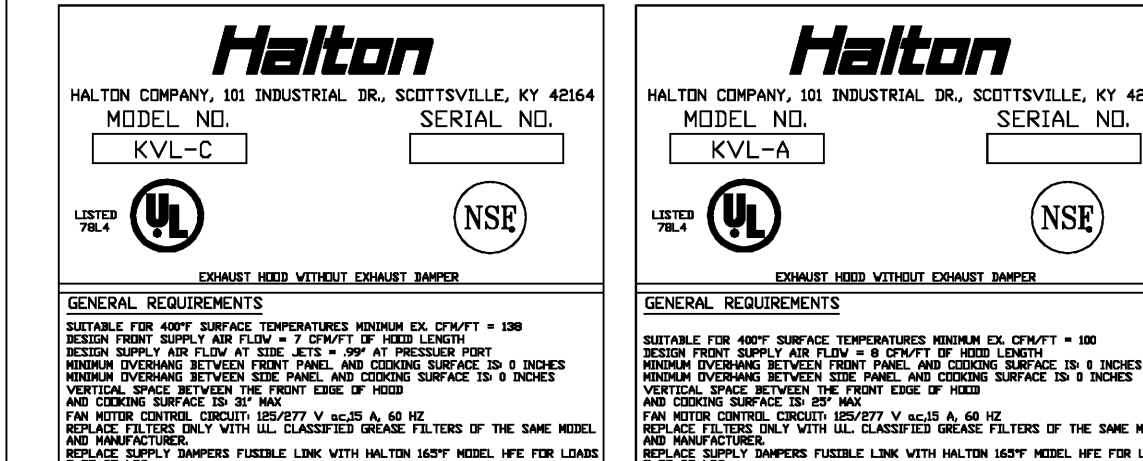 Halton
HALTON COMPANY, 101 INDUSTRIAL DR., SCOTTSVILLE, KY 42164
MODEL NO. SERIAL NO.
KVL-C
LISTED
78L4
UL
NSF
EXHAUST HOOD WITHOUT EXHAUST DAMPER
GENERAL REQUIREMENTS
SUITABLE FOR 400°F SURFACE TEMPERATURES MINIMUM EX. CFM/FT = 138
DESIGN FRONT SUPPLY AIR FLOW = 7 CFM/FT OF HOOD LENGTH
DESIGN SUPPLY AIR FLOW AT SIDE JETS = .99" AT PRESSUER PORT
MINIMUM OVERHANG BETWEEN FRONT PANEL AND COOKING SURFACE IS: 0 INCHES
MINIMUM OVERHANG BETWEEN SIDE PANEL AND COOKING SURFACE IS: 0 INCHES
VERTICAL SPACE BETWEEN THE FRONT EDGE OF HOOD
AND COOKING SURFACE IS: 31" MAX
FAN MOTOR CONTROL CIRCUIT: 125/277 V ac,15 A, 60 HZ
REPLACE FILTERS ONLY WITH U.L. CLASSIFIED GREASE FILTERS OF THE SAME MODEL
AND MANUFACTURER.
REPLACE SUPPLY DAMPERS FUSIBLE LINK WITH HALTON 165°F MODEL HFE FOR LOADS
Halton
HALTON COMPANY, 101 INDUSTRIAL DR., SCOTTSVILLE, KY 42
MODEL NO. SERIAL NO.
KVL-A
LISTED
78L4
UL
NSF
EXHAUST HOOD WITHOUT EXHAUST DAMPER
GENERAL REQUIREMENTS
SUITABLE FOR 400°F SURFACE TEMPERATURES MINIMUM EX. CFM/FT = 100
DESIGN FRONT SUPPLY AIR FLOW = 8 CFM/FT OF HOOD LENGTH
MINIMUM OVERHANG BETWEEN FRONT PANEL AND COOKING SURFACE IS: 0 INCHES
MINIMUM OVERHANG BETWEEN SIDE PANEL AND COOKING SURFACE IS: 0 INCHES
VERTICAL SPACE BETWEEN THE FRONT EDGE OF HOOD
AND COOKING SURFACE IS: 25" MAX
FAN MOTOR CONTROL CIRCUIT: 125/277 V ac,15 A, 60 HZ
REPLACE FILTERS ONLY WITH U.L. CLASSIFIED GREASE FILTERS OF THE SAME M
AND MANUFACTURER.
REPLACE SUPPLY DAMPERS FUSIBLE LINK WITH HALTON 165°F MODEL HFE FOR L